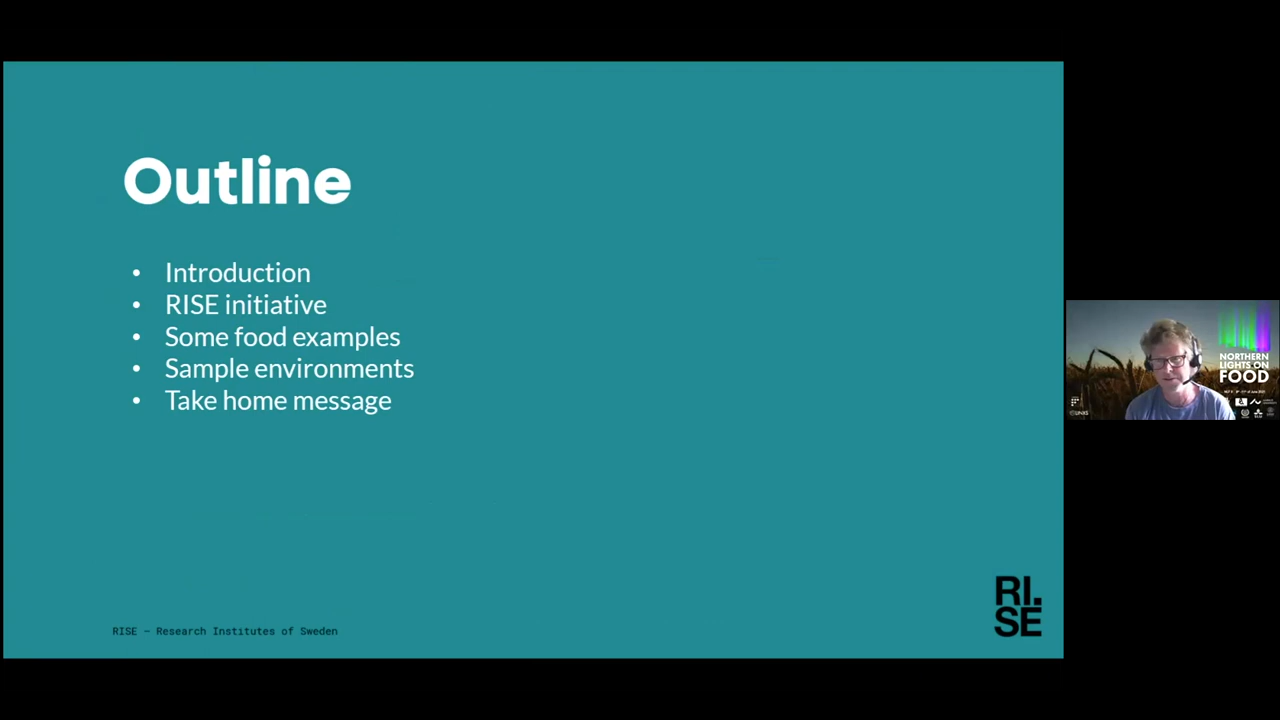 Outline
• Introduction
• RISE initiative
• Some food examples
• Sample environments
• Take home message
RISE — Research Institutes of Sweden
RI.
SE
NORTHERN
LIGHTS ON
FOOD